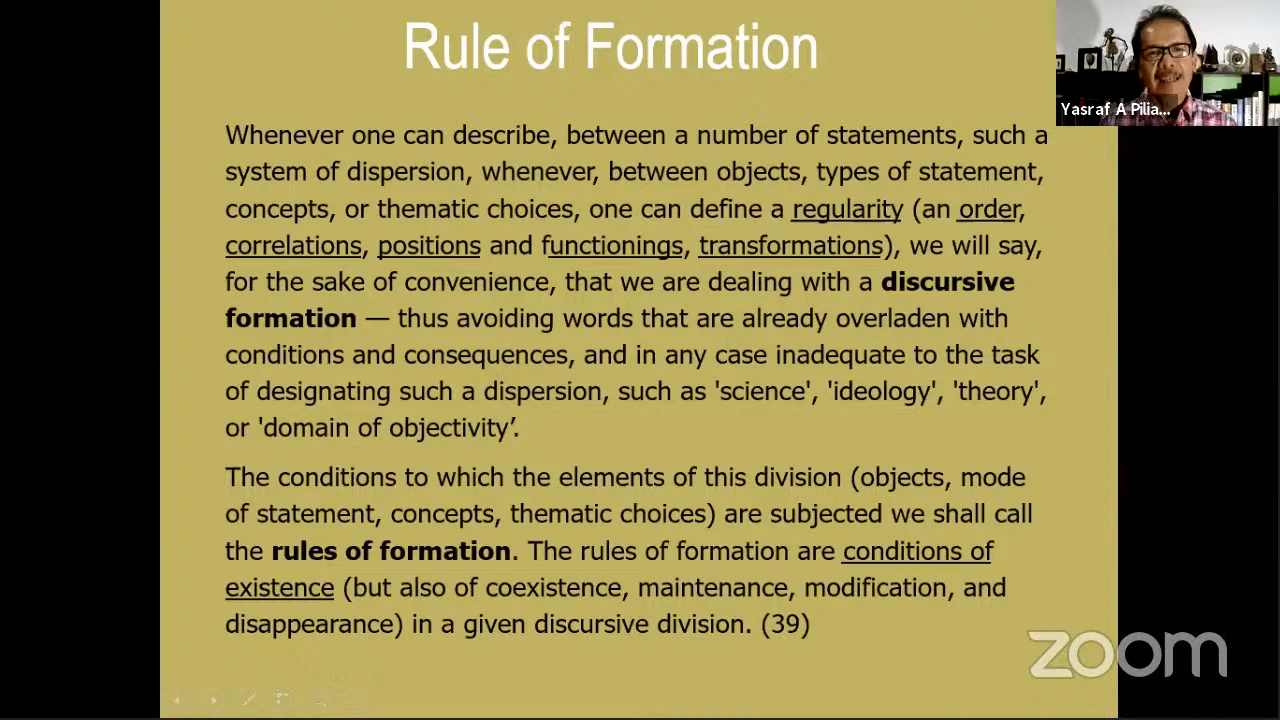 Rule of Formation
Yasraf A Pilia...
Whenever one can describe, between a number of statements, such a
system of dispersion, whenever, between objects, types of statement,
concepts, or thematic choices, one can define a regularity (an order,
correlations, positions and functionings, transformations), we will say,
for the sake of convenience, that we are dealing with a discursive
formation — thus avoiding words that are already overladen with
conditions and consequences, and in any case inadequate to the task
of designating such a dispersion, such as 'science', 'ideology', 'theory',
or 'domain of objectivity’.
The conditions to which the elements of this division (objects, mode
of statement, concepts, thematic choices) are subjected we shall call
the rules of formation. The rules of formation are conditions of
existence (but also of coexistence, maintenance, modification, and
disappearance) in a given discursive division. (39)
zoom